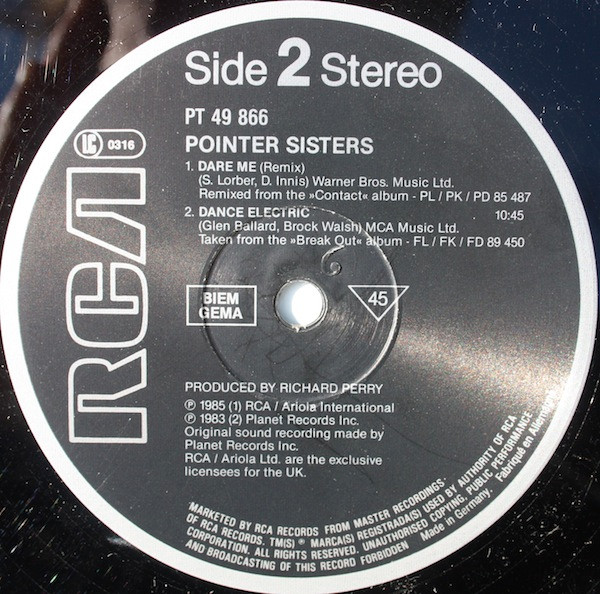 Side 2 Stereo
PT 49 866
LC 0316
POINTER SISTERS
1. DARE ME (Remix)
(S. Lorber, D. Innis) Warner Bros. Music Ltd.
Remixed from the »Contact« album - PL / PK / PD 85 487
2. DANCE ELECTRIC 10:45
(Glen Ballard, Brock Walsh) MCA Music Ltd.
Taken from the »Break Out« album - FL / FK / FD 89 450
RCA
BIEM
GEMA
45
PRODUCED BY RICHARD PERRY
℗ 1985 (1) RCA / Ariola International
℗ 1983 (2) Planet Records Inc.
Original sound recording made by
Planet Records Inc.
RCA / Ariola Ltd. are the exclusive
licensees for the UK.
MARKETED BY RCA RECORDS FROM MASTER RECORDINGS
OF RCA RECORDS. TM(S) ® MARCA(S) REGISTRADA(S) USED BY AUTHORITY OF RCA
CORPORATION. ALL RIGHTS RESERVED. UNAUTHORISED COPYING, PUBLIC PERFORMANCE
AND BROADCASTING OF THIS RECORD FORBIDDEN Made in Germany. Fabriqué en Allemagne